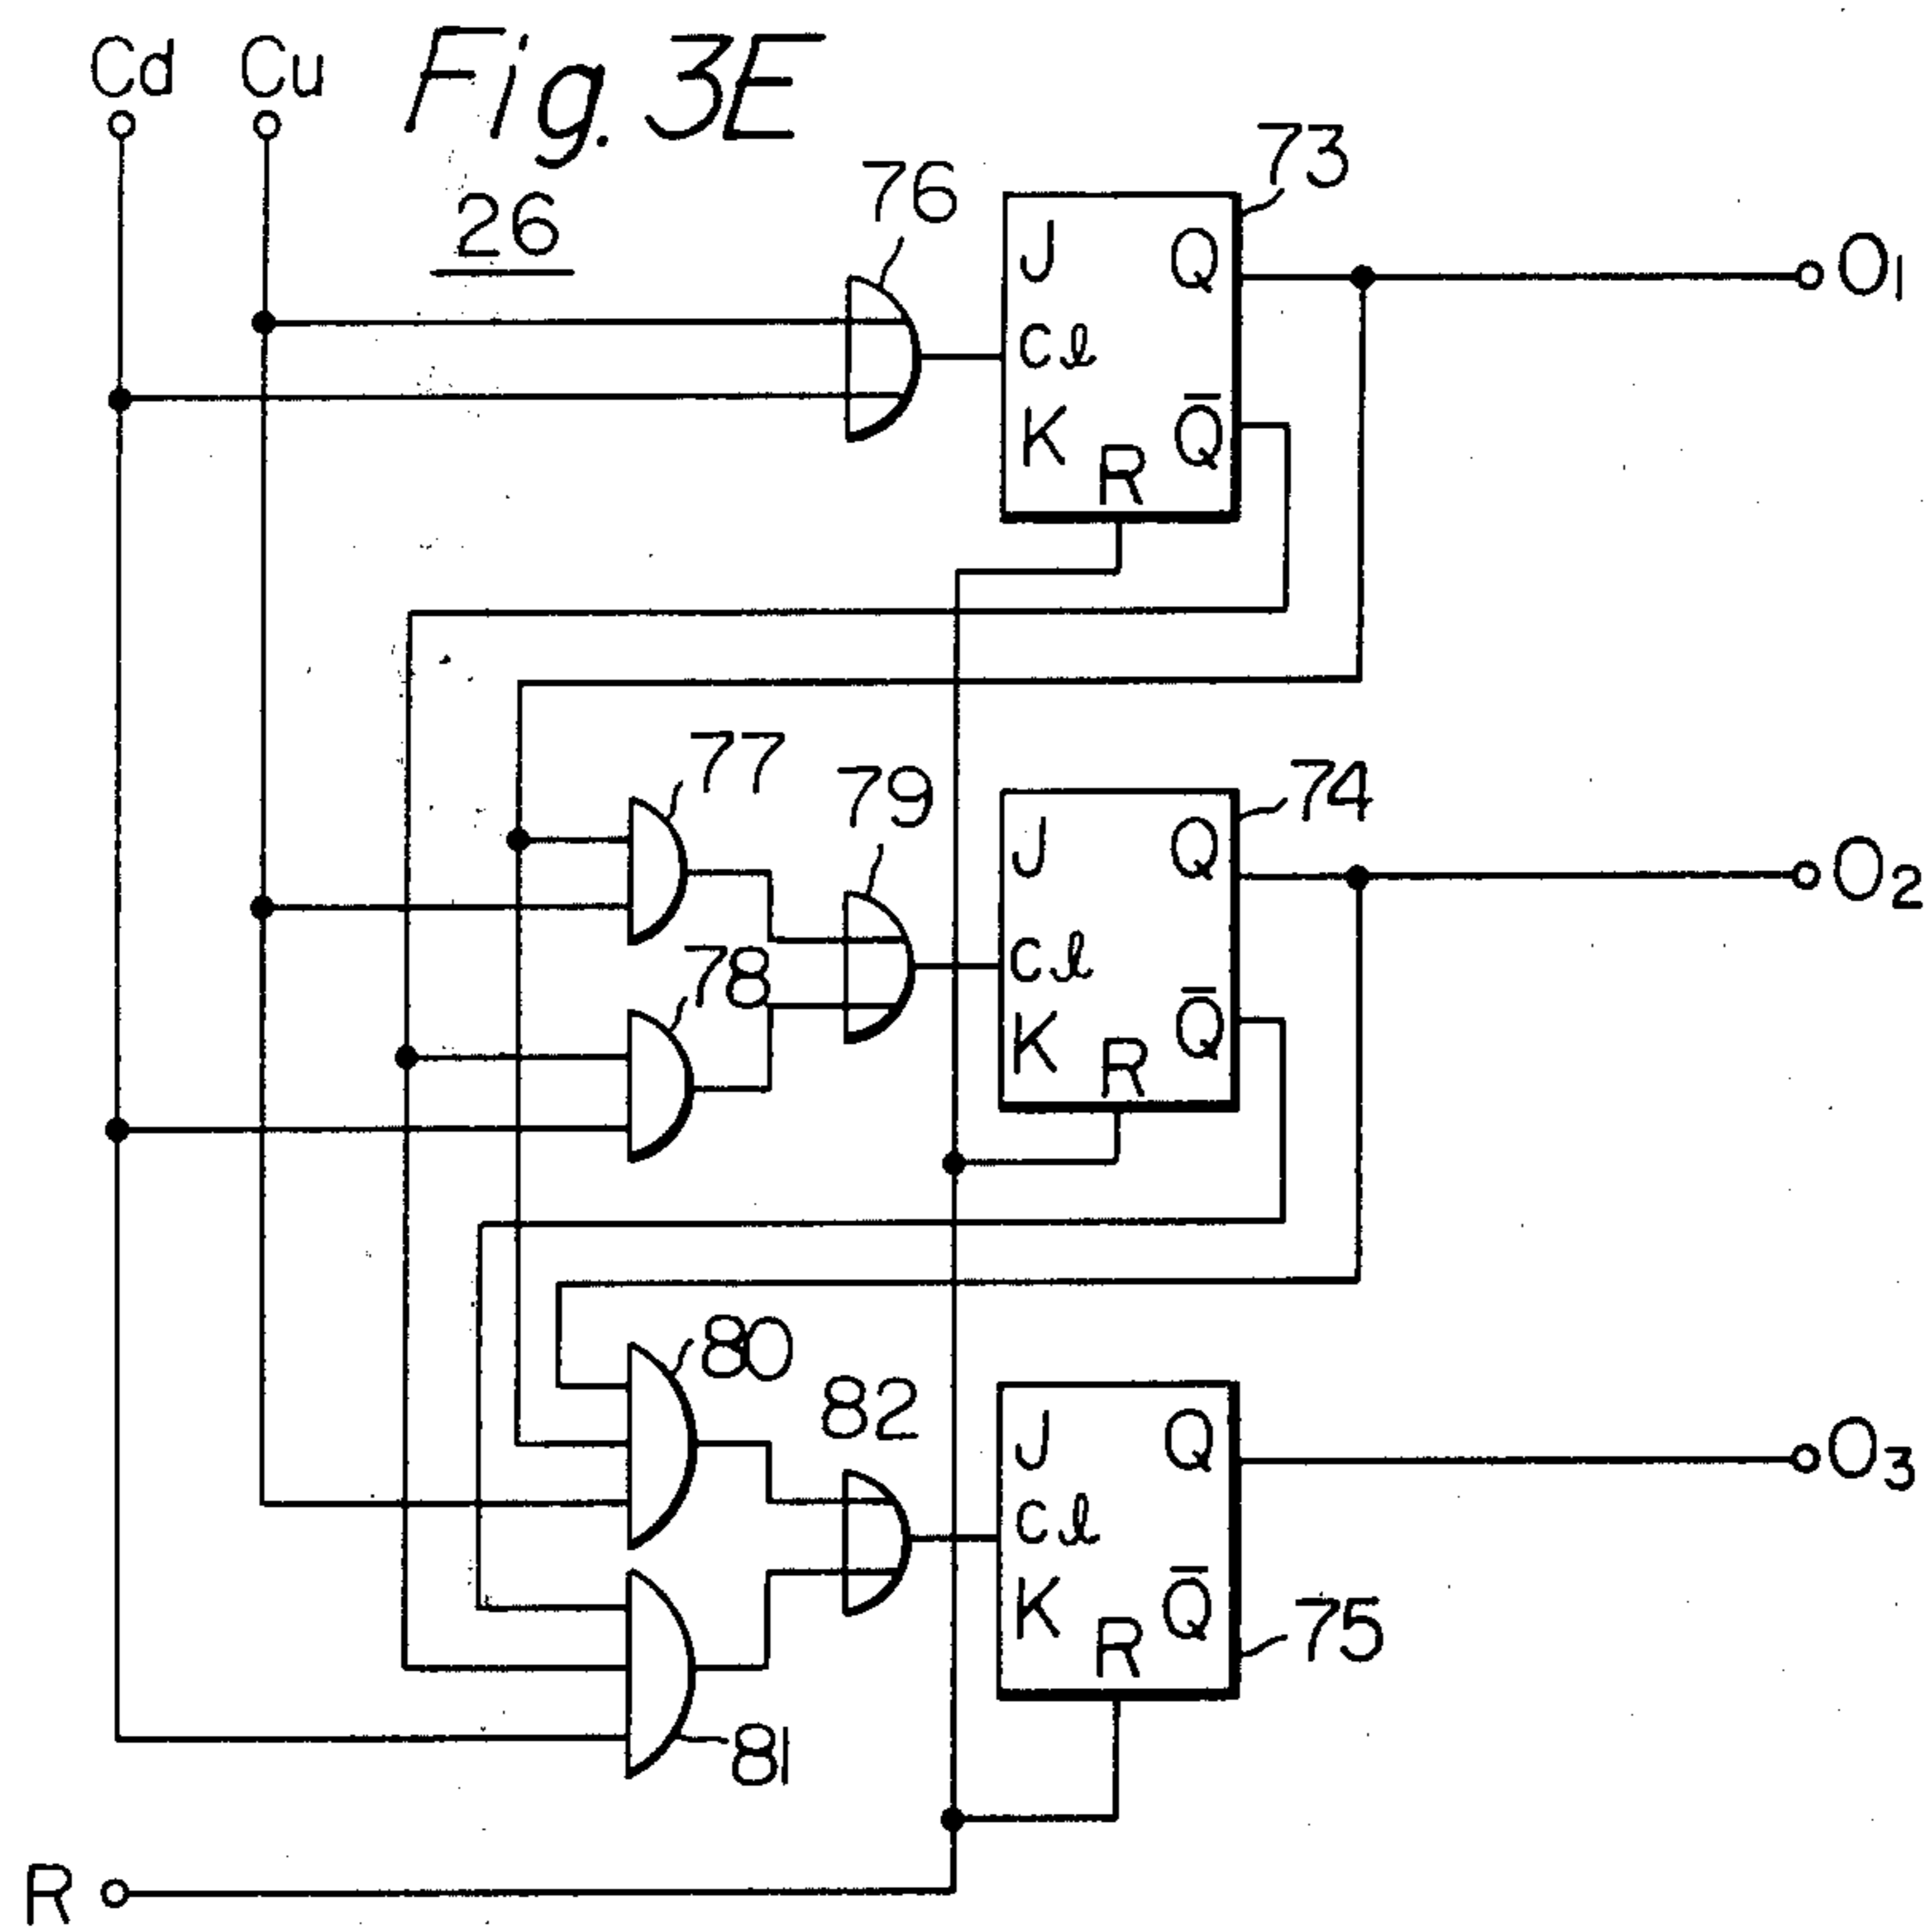 Cd Cu Fig. 3E
26
76
73
J Q
Cℓ
K R Q̅
O₁
77
79
74
J Q
Cℓ
K R Q̅
O₂
78
80
82
J Q
Cℓ
K R Q̅
O₃
75
81
R